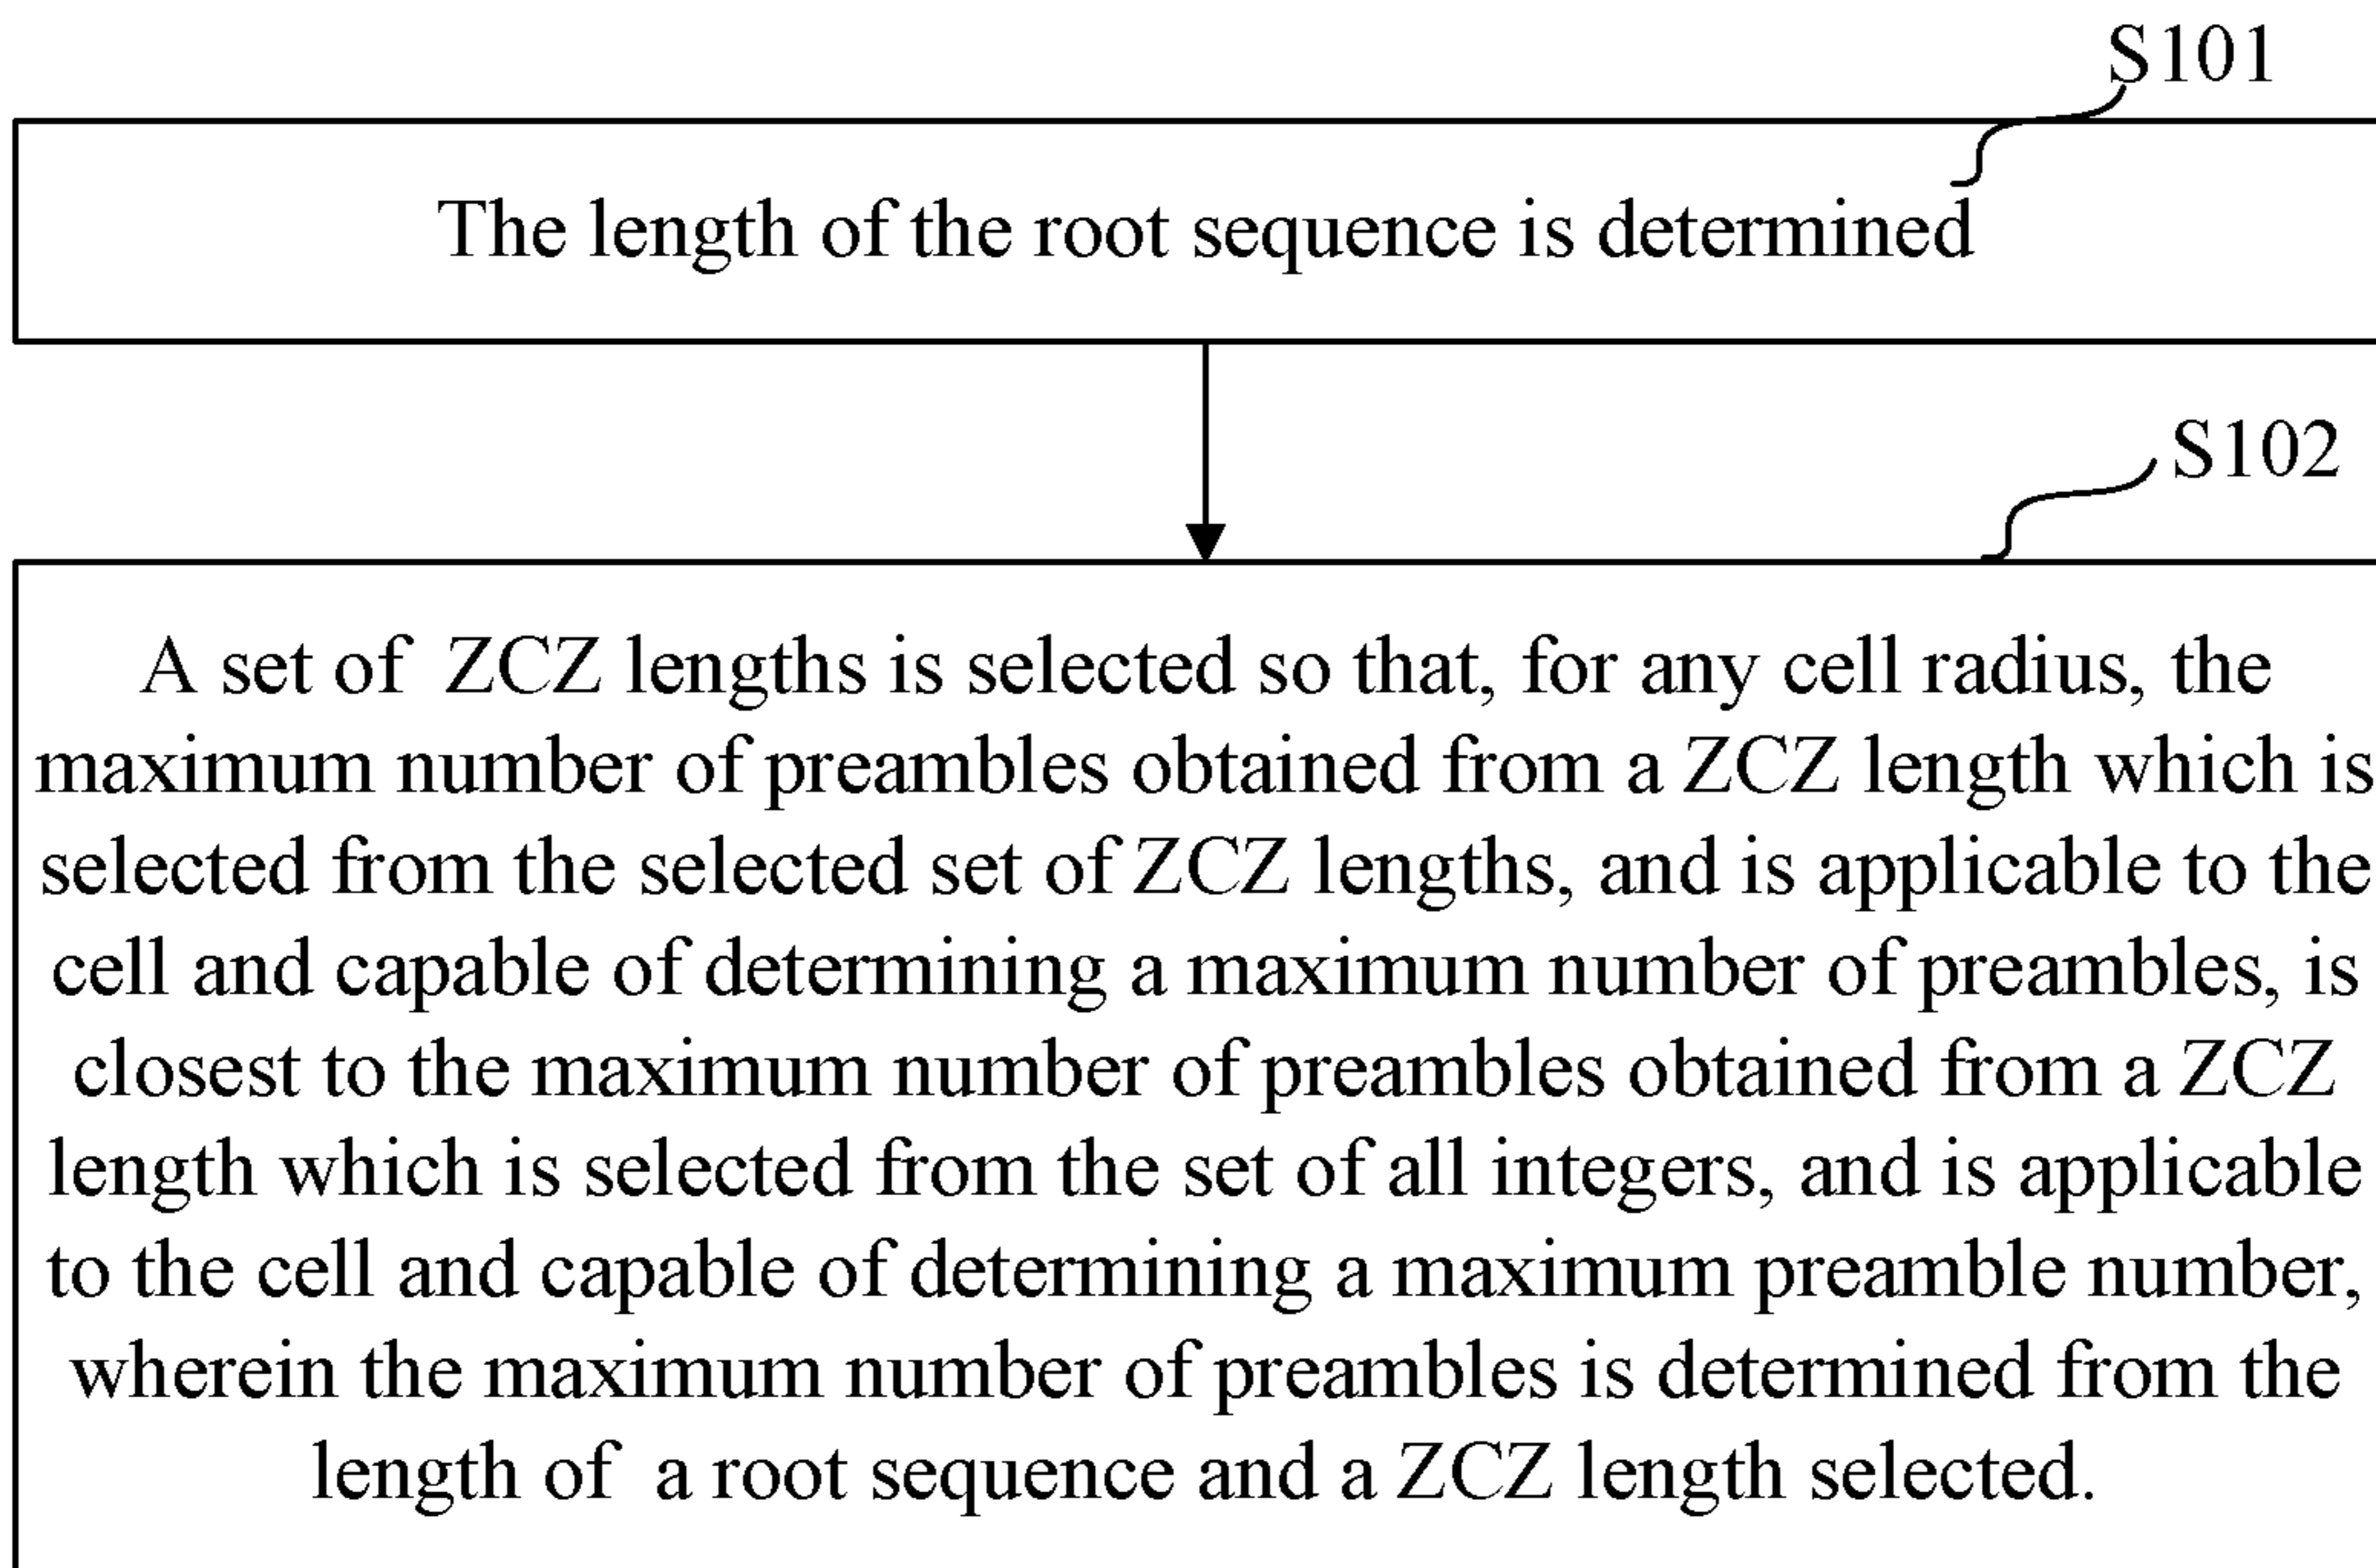 S101
The length of the root sequence is determined
S102
A set of ZCZ lengths is selected so that, for any cell radius, the
maximum number of preambles obtained from a ZCZ length which is
selected from the selected set of ZCZ lengths, and is applicable to the
cell and capable of determining a maximum number of preambles, is
closest to the maximum number of preambles obtained from a ZCZ
length which is selected from the set of all integers, and is applicable
to the cell and capable of determining a maximum preamble number,
wherein the maximum number of preambles is determined from the
length of a root sequence and a ZCZ length selected.